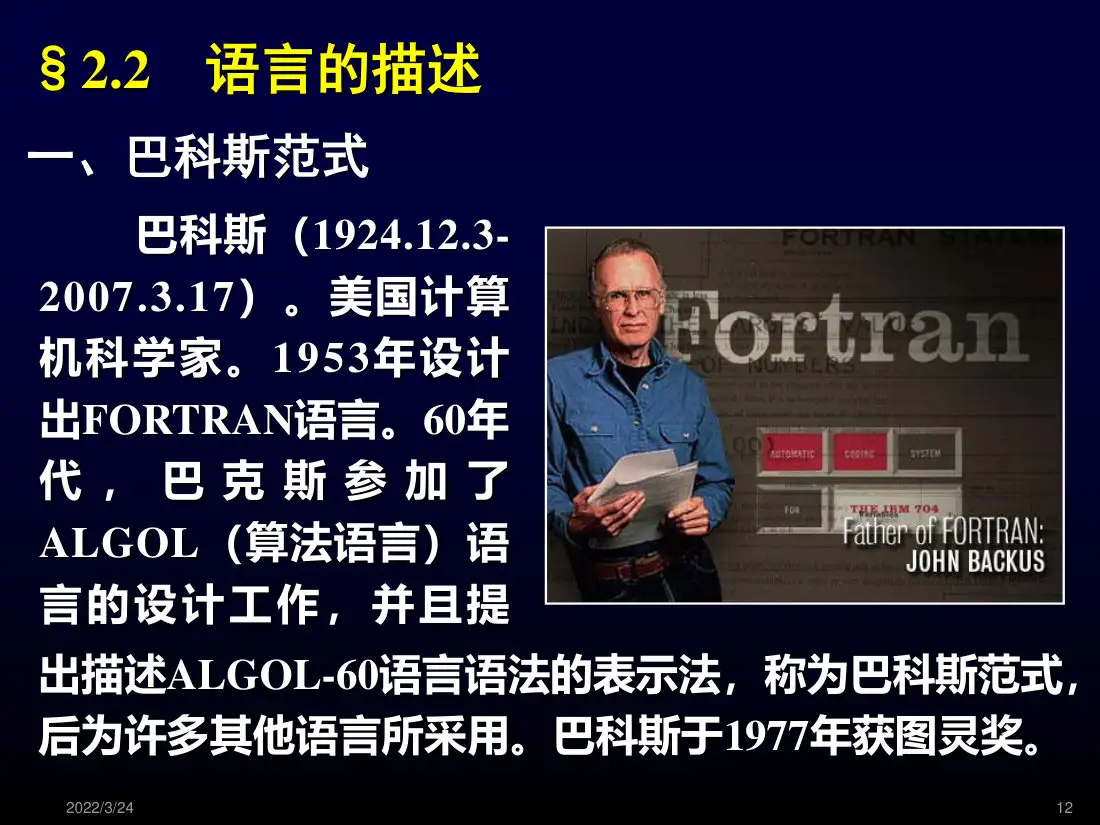 §2.2 语言的描述
一、巴科斯范式
巴科斯（1924.12.3-
2007.3.17）。美国计算
机科学家。1953年设计
出FORTRAN语言。60年
代，巴克斯参加了
ALGOL（算法语言）语
言的设计工作，并且提
出描述ALGOL-60语言语法的表示法，称为巴科斯范式，
后为许多其他语言所采用。巴科斯于1977年获图灵奖。
FORTRAN STATEM
Fortran
OF NUMBERS
AUTOMATIC CODING SYSTEM
FOR THE IBM 704
Variables
Father of FORTRAN:
JOHN BACKUS
2022/3/24
12